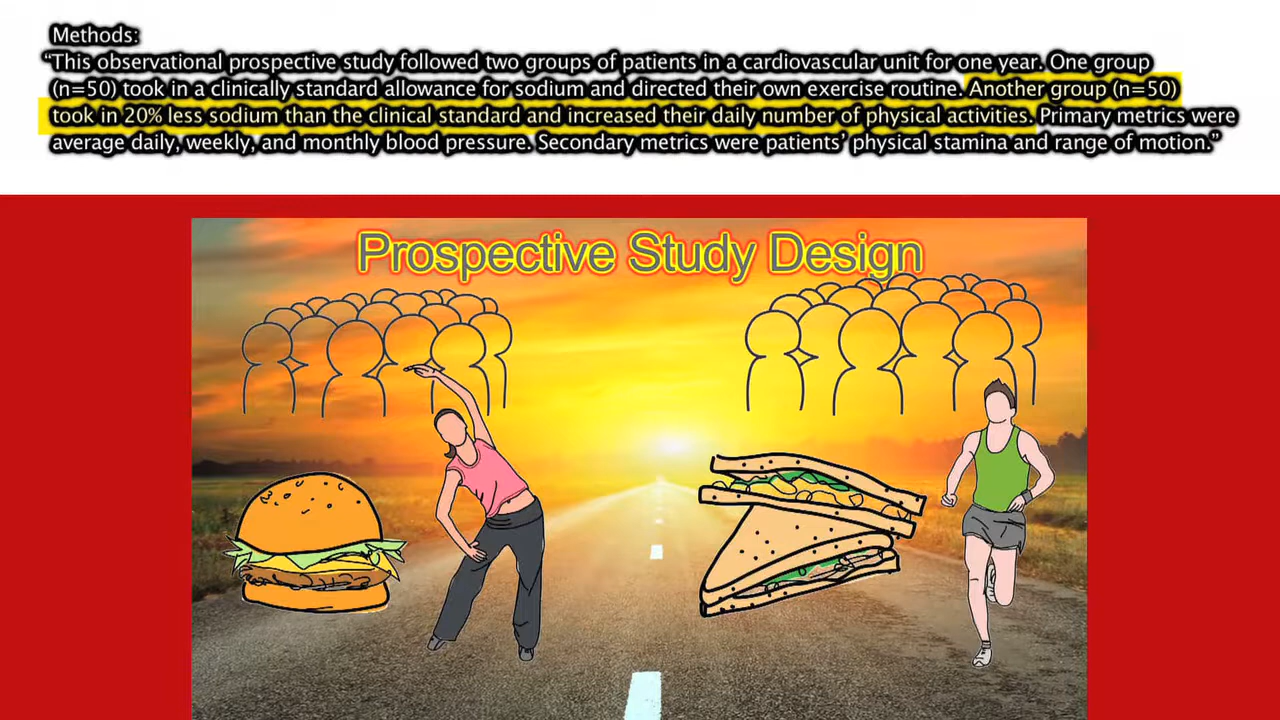 Methods:
“This observational prospective study followed two groups of patients in a cardiovascular unit for one year. One group
(n=50) took in a clinically standard allowance for sodium and directed their own exercise routine. Another group (n=50)
took in 20% less sodium than the clinical standard and increased their daily number of physical activities. Primary metrics were
average daily, weekly, and monthly blood pressure. Secondary metrics were patients’ physical stamina and range of motion.”
Prospective Study Design